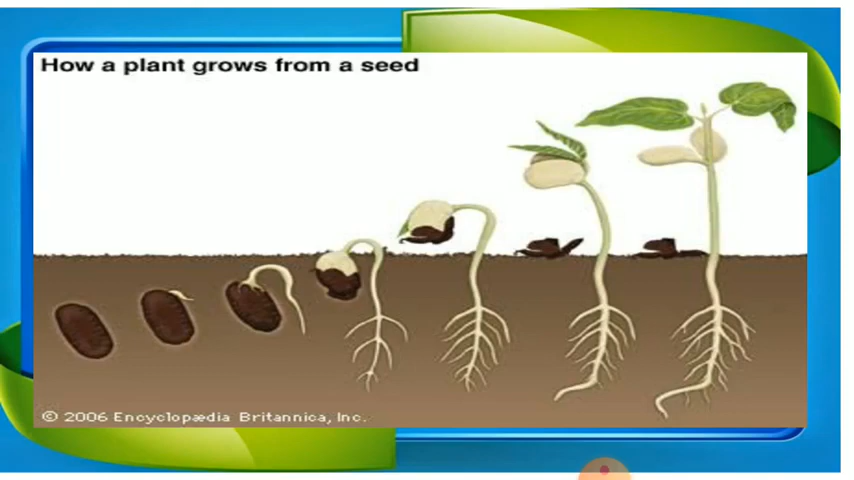 How a plant grows from a seed
© 2006 Encyclopædia Britannica, Inc.